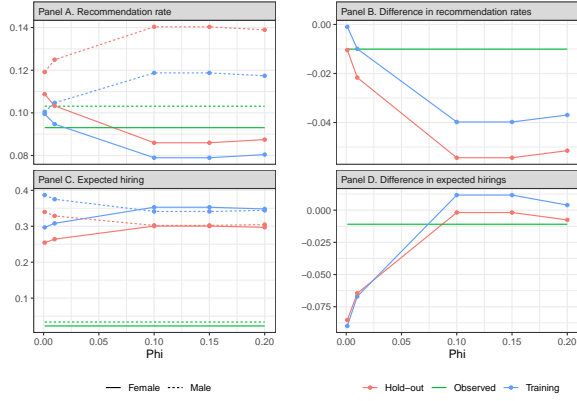 Panel A. Recommendation rate
0.14
0.12
0.10
0.08
Panel B. Difference in recommendation rates
0.00
−0.02
−0.04
Panel C. Expected hiring
0.4
0.3
0.2
0.1
0.00 0.05 0.10 0.15 0.20
Phi
Panel D. Difference in expected hirings
0.000
−0.025
−0.050
−0.075
0.00 0.05 0.10 0.15 0.20
Phi
Female Male
Hold−out Observed Training